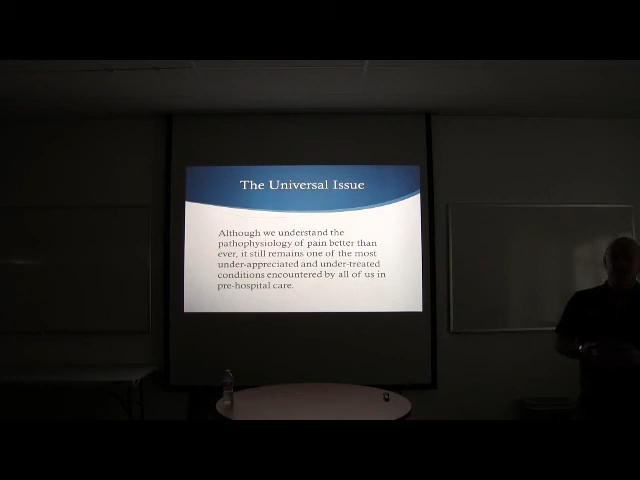 The Universal Issue
Although we understand the
pathophysiology of pain better than
ever, it still remains one of the most
under-appreciated and under-treated
conditions encountered by all of us in
pre-hospital care.